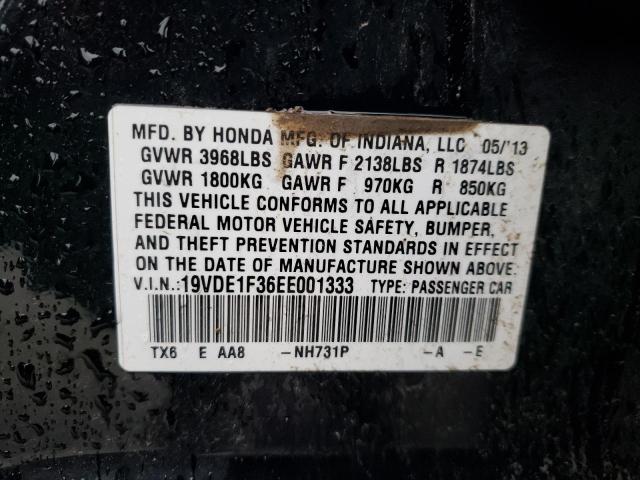 MFD. BY HONDA MFG. OF INDIANA, LLC 05/'13
GVWR 3968LBS GAWR F 2138LBS R 1874LBS
GVWR 1800KG GAWR F 970KG R 850KG
THIS VEHICLE CONFORMS TO ALL APPLICABLE
FEDERAL MOTOR VEHICLE SAFETY, BUMPER,
AND THEFT PREVENTION STANDARDS IN EFFECT
ON THE DATE OF MANUFACTURE SHOWN ABOVE.
V.I.N.:19VDE1F36EE001333 TYPE: PASSENGER CAR
TX6 E AA8 -NH731P -A -E